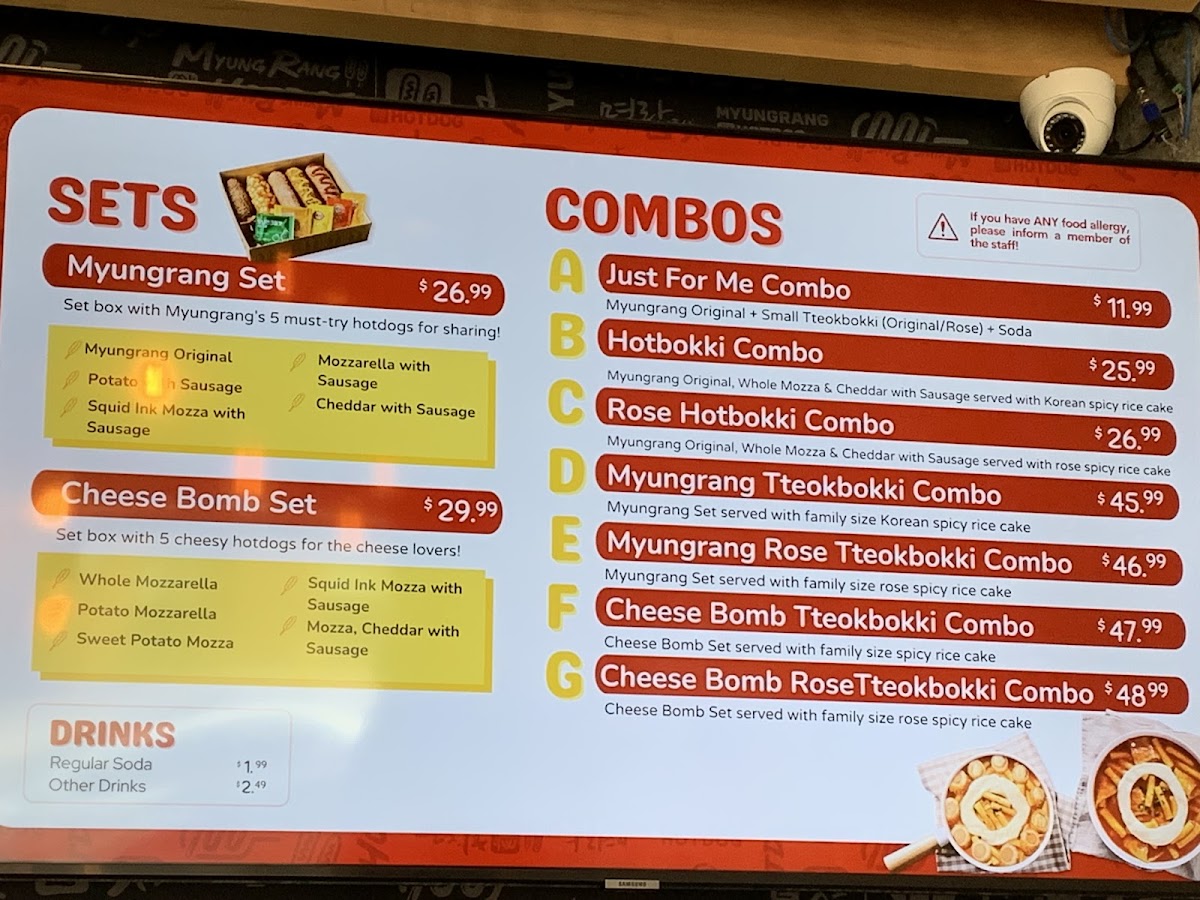 MYUNGRANG
명랑
MYUNGRANG
HOTDOG
HOTDOG
SETS
Myungrang Set $26.99
Set box with Myungrang's 5 must-try hotdogs for sharing!
Myungrang Original
Potato Sausage
Squid Ink Mozza with
Sausage
Mozzarella with
Sausage
Cheddar with Sausage
Cheese Bomb Set $29.99
Set box with 5 cheesy hotdogs for the cheese lovers!
Whole Mozzarella
Potato Mozzarella
Sweet Potato Mozza
Squid Ink Mozza with
Sausage
Mozza, Cheddar with
Sausage
DRINKS
Regular Soda $1.99
Other Drinks $2.49
COMBOS
If you have ANY food allergy,
please inform a member of
the staff!
A Just For Me Combo $11.99
Myungrang Original + Small Tteokbokki (Original/Rose) + Soda
B Hotbokki Combo $25.99
Myungrang Original, Whole Mozza & Cheddar with Sausage served with Korean spicy rice cake
C Rose Hotbokki Combo $26.99
Myungrang Original, Whole Mozza & Cheddar with Sausage served with rose spicy rice cake
D Myungrang Tteokbokki Combo $45.99
Myungrang Set served with family size Korean spicy rice cake
E Myungrang Rose Tteokbokki Combo $46.99
Myungrang Set served with family size rose spicy rice cake
F Cheese Bomb Tteokbokki Combo $47.99
Cheese Bomb Set served with family size spicy rice cake
G Cheese Bomb RoseTteokbokki Combo $48.99
Cheese Bomb Set served with family size rose spicy rice cake
SAMSUNG